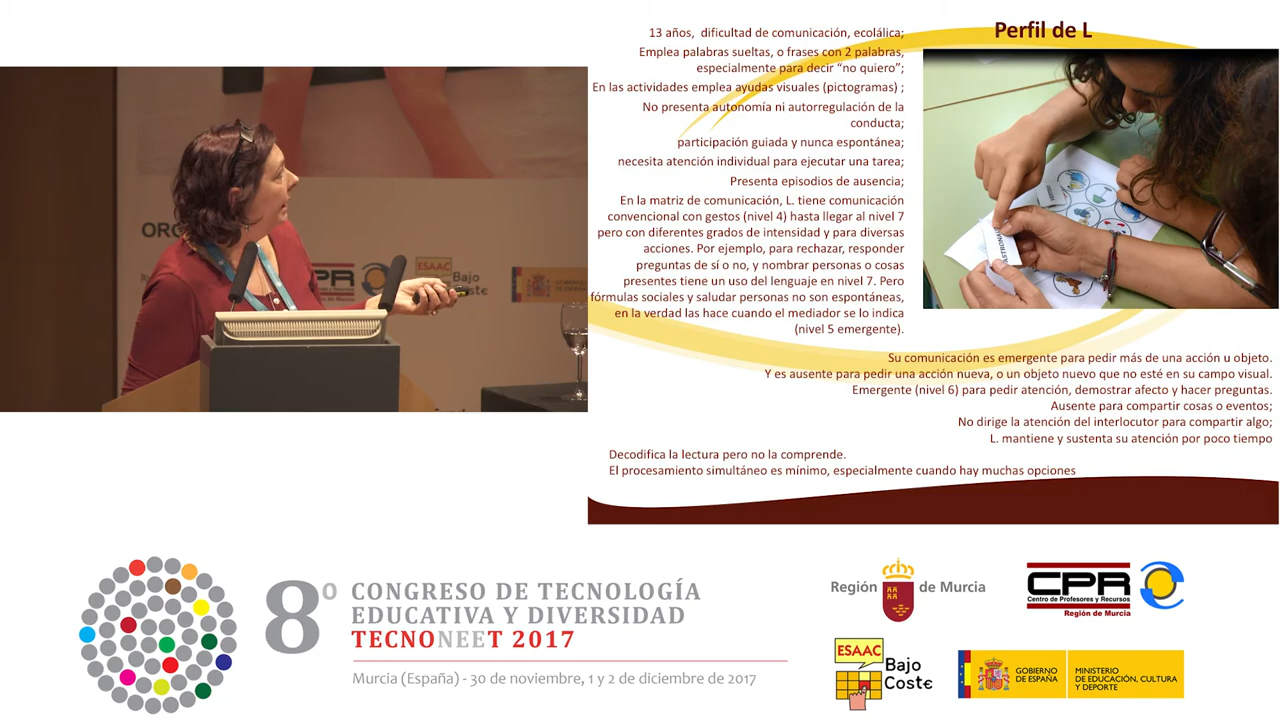 Perfil de L
13 años, dificultad de comunicación, ecolálica;
Emplea palabras sueltas, o frases con 2 palabras,
especialmente para decir “no quiero”;
En las actividades emplea ayudas visuales (pictogramas) ;
No presenta autonomía ni autorregulación de la
conducta;
participación guiada y nunca espontánea;
necesita atención individual para ejecutar una tarea;
Presenta episodios de ausencia;
En la matriz de comunicación, L. tiene comunicación
convencional con gestos (nivel 4) hasta llegar al nivel 7
pero con diferentes grados de intensidad y para diversas
acciones. Por ejemplo, para rechazar, responder
preguntas de sí o no, y nombrar personas o cosas
presentes tiene un uso del lenguaje en nivel 7. Pero
fórmulas sociales y saludar personas no son espontáneas,
en la verdad las hace cuando el mediador se lo indica
(nivel 5 emergente).
Su comunicación es emergente para pedir más de una acción u objeto.
Y es ausente para pedir una acción nueva, o un objeto nuevo que no esté en su campo visual.
Emergente (nivel 6) para pedir atención, demostrar afecto y hacer preguntas.
Ausente para compartir cosas o eventos;
No dirige la atención del interlocutor para compartir algo;
L. mantiene y sustenta su atención por poco tiempo
Decodifica la lectura pero no la comprende.
El procesamiento simultáneo es mínimo, especialmente cuando hay muchas opciones
ORG
CPR
Región de Murcia
ESAAC
Bajo
Coste
GOBIERNO
DE ESPAÑA
8º
CONGRESO DE TECNOLOGÍA
EDUCATIVA Y DIVERSIDAD
TECNONEET 2017
Murcia (España) - 30 de noviembre, 1 y 2 de diciembre de 2017
Región de Murcia
CPR
Centro de Profesores y Recursos
Región de Murcia
ESAAC
Bajo
Coste
GOBIERNO
DE ESPAÑA
MINISTERIO
DE EDUCACIÓN, CULTURA
Y DEPORTE